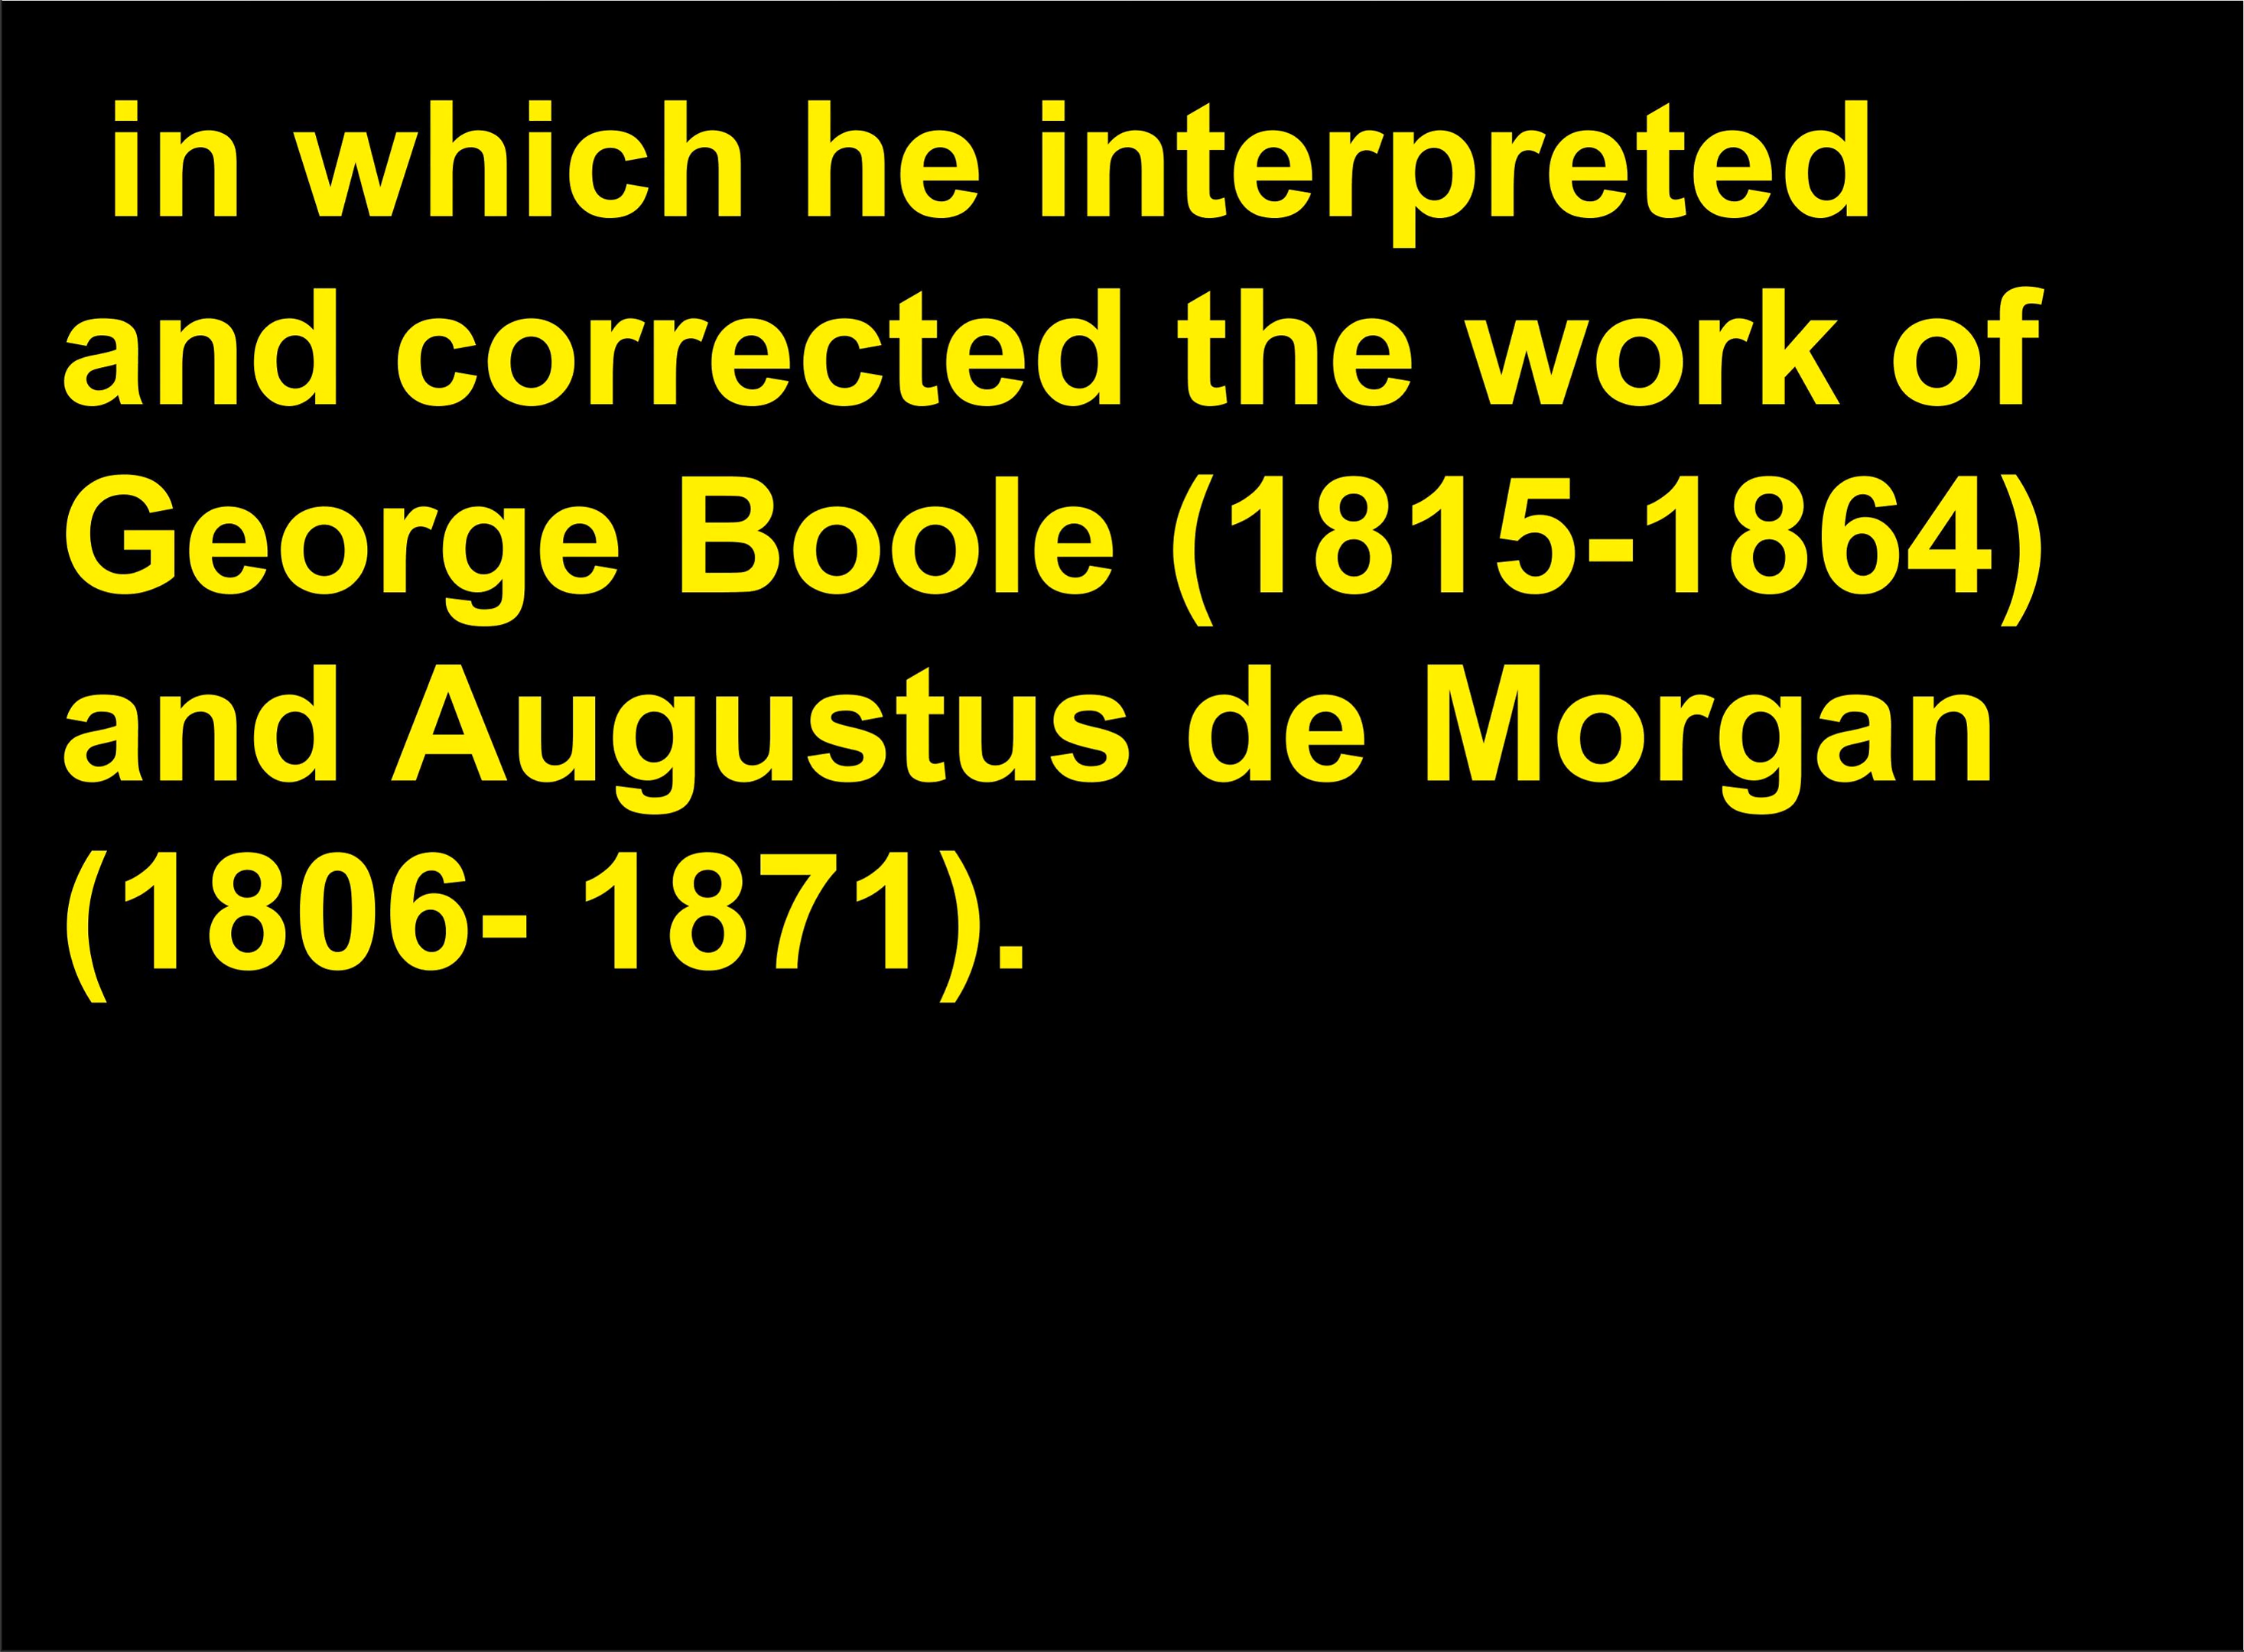 in which he interpreted
and corrected the work of
George Boole (1815-1864)
and Augustus de Morgan
(1806- 1871).